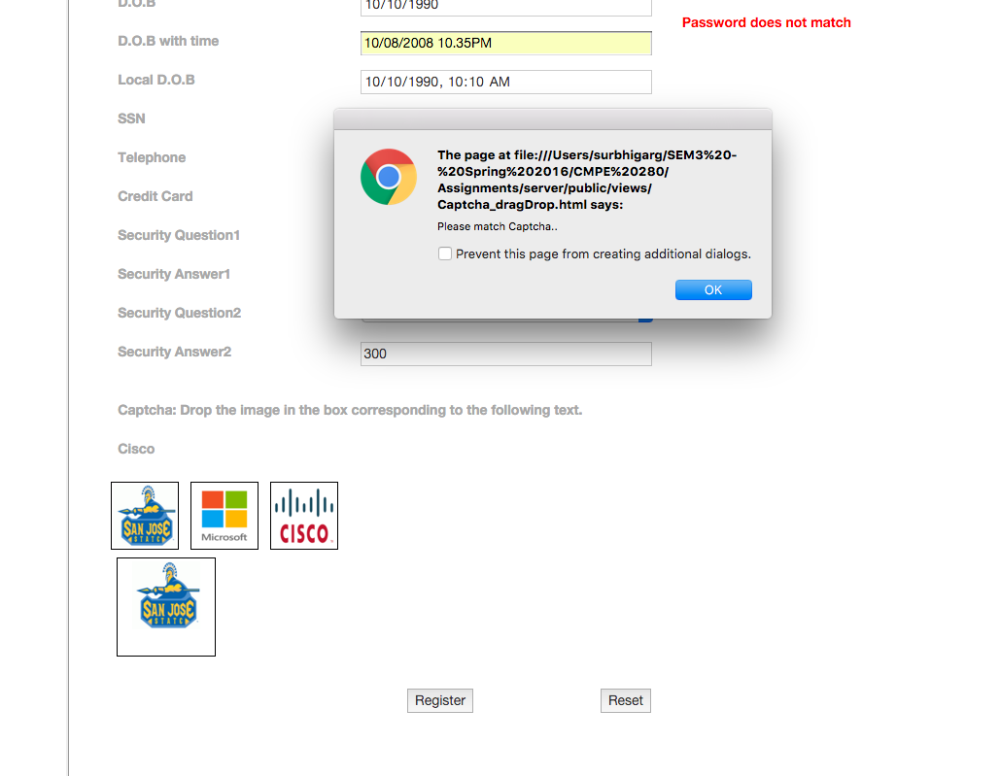 D.O.B
10/10/1990
Password does not match
D.O.B with time
10/08/2008 10.35PM
Local D.O.B
10/10/1990, 10:10 AM
SSN
Telephone
Credit Card
Security Question1
Security Answer1
Security Question2
Security Answer2
300
The page at file:///Users/surbhigarg/SEM3%20-
%20Spring%202016/CMPE%20280/
Assignments/server/public/views/
Captcha_dragDrop.html says:
Please match Captcha..
Prevent this page from creating additional dialogs.
OK
Captcha: Drop the image in the box corresponding to the following text.
Cisco
SAN JOSE
STATE
Microsoft
CISCO.
SAN JOSE
STATE
Register
Reset